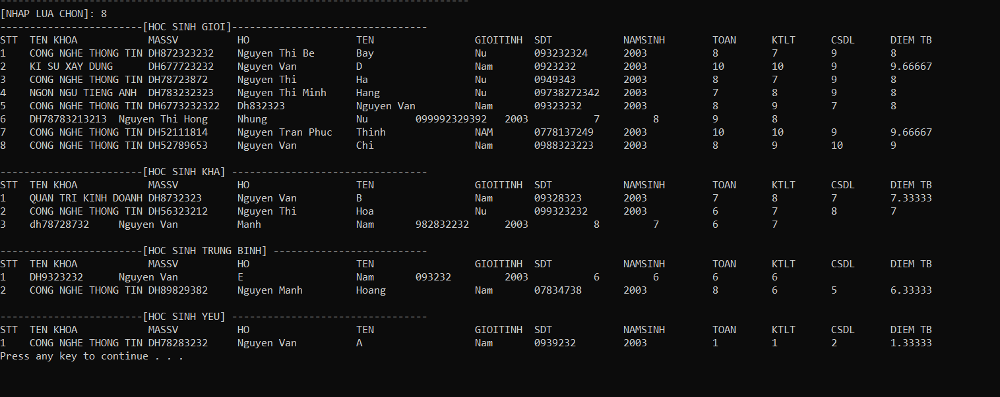 -------------------------------------------------------------------------------
[NHAP LUA CHON]: 8
------------------------[HOC SINH GIOI]---------------------------------
STT  TEN KHOA            MASSV          HO                  TEN                 GIOITINH  SDT            NAMSINH        TOAN      KTLT      CSDL      DIEM TB
1    CONG NGHE THONG TIN DH872323232    Nguyen Thi Be       Bay                 Nu        093232324      2003           8         7         9         8
2    KI SU XAY DUNG      DH677723232    Nguyen Van          D                   Nam       0923232        2003           10        10        9         9.66667
3    CONG NGHE THONG TIN DH78723872     Nguyen Thi          Ha                  Nu        0949343        2003           8         7         9         8
4    NGON NGU TIENG ANH  DH783232323    Nguyen Thi Minh     Hang                Nu        09738272342    2003           7         8         9         8
5    CONG NGHE THONG TIN DH6773232322   Dh832323            Nguyen Van          Nam       09323232       2003           8         9         7         8
6    DH78783213213  Nguyen Thi Hong     Nhung               Nu        099992329392   2003           7         8         9         8
7    CONG NGHE THONG TIN DH52111814     Nguyen Tran Phuc    Thinh               NAM       0778137249     2003           10        10        9         9.66667
8    CONG NGHE THONG TIN DH52789653     Nguyen Van          Chi                 Nam       0988323223     2003           8         9         10        9
------------------------[HOC SINH KHA] ---------------------------------
STT  TEN KHOA            MASSV          HO                  TEN                 GIOITINH  SDT            NAMSINH        TOAN      KTLT      CSDL      DIEM TB
1    QUAN TRI KINH DOANH DH8732323      Nguyen Van          B                   Nam       09328323       2003           7         8         7         7.33333
2    CONG NGHE THONG TIN DH56323212     Nguyen Thi          Hoa                 Nu        099323232      2003           6         7         8         7
3    dh78728732     Nguyen Van          Manh                Nam       982832232      2003           8         7         6         7
------------------------[HOC SINH TRUNG BINH] --------------------------
STT  TEN KHOA            MASSV          HO                  TEN                 GIOITINH  SDT            NAMSINH        TOAN      KTLT      CSDL      DIEM TB
1    DH9323232      Nguyen Van          E                   Nam       093232         2003           6         6         6         6
2    CONG NGHE THONG TIN DH89829382     Nguyen Manh         Hoang               Nam       07834738       2003           8         6         5         6.33333
------------------------[HOC SINH YEU] ---------------------------------
STT  TEN KHOA            MASSV          HO                  TEN                 GIOITINH  SDT            NAMSINH        TOAN      KTLT      CSDL      DIEM TB
1    CONG NGHE THONG TIN DH78283232     Nguyen Van          A                   Nam       0939232        2003           1         1         2         1.33333
Press any key to continue . . .